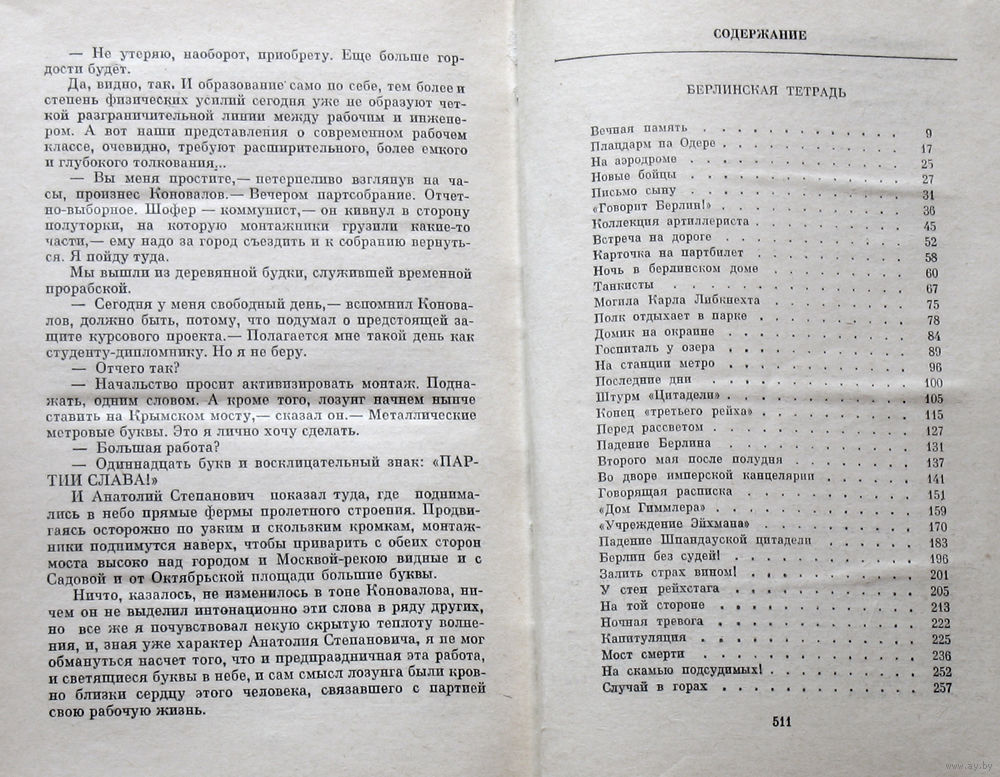 — Не утеряю, наоборот, приобрету. Еще больше гор-
дости будет.
Да, видно, так. И образование само по себе, тем более и
степень физических усилий сегодня уже не образуют чет-
кой разграничительной линии между рабочим и инжене-
ром. А вот наши представления о современном рабочем
классе, очевидно, требуют расширительного, более емкого
и глубокого толкования...
— Вы меня простите,— нетерпеливо взглянув на ча-
сы, произнес Коновалов.— Вечером партсобрание. Отчет-
но-выборное. Шофер — коммунист,— он кивнул в сторону
полуторки, на которую монтажники грузили какие-то
части,— ему надо за город съездить и к собранию вернуть-
ся. Я пойду туда.
Мы вышли из деревянной будки, служившей временной
прорабской.
— Сегодня у меня свободный день,— вспомнил Конова-
лов, должно быть, потому, что подумал о предстоящей за-
щите курсового проекта.— Полагается мне такой день как
студенту-дипломнику. Но я не беру.
— Отчего так?
— Начальство просит активизировать монтаж. Подна-
жать, одним словом. А кроме того, лозунг начнем нынче
ставить на Крымском мосту,— сказал он.— Металлические
метровые буквы. Это я лично хочу сделать.
— Большая работа?
— Одиннадцать букв и восклицательный знак: «ПАР-
ТИИ СЛАВА!»
И Анатолий Степанович показал туда, где поднима-
лись в небо прямые фермы пролетного строения. Продви-
гаясь осторожно по узким и скользким кромкам, монтаж-
ники поднимутся наверх, чтобы приварить с обеих сторон
моста высоко над городом и Москвой-рекою видные и с
Садовой и от Октябрьской площади большие буквы.
Ничто, казалось, не изменилось в тоне Коновалова, ни-
чем он не выделил интонационно эти слова в ряду других,
но все же я почувствовал некую скрытую теплоту волне-
ния, и, зная уже характер Анатолия Степановича, я не мог
обмануться насчет того, что и предпраздничная эта работа,
и светящиеся буквы в небе, и сам смысл лозунга были кров-
но близки сердцу этого человека, связавшего с партией
свою рабочую жизнь.
СОДЕРЖАНИЕ
БЕРЛИНСКАЯ ТЕТРАДЬ
Вечная память . . . . . . . . . . . . 9
Плацдарм на Одере . . . . . . . . . . . 17
На аэродроме . . . . . . . . . . . . 25
Новые бойцы . . . . . . . . . . . . 27
Письмо сыну . . . . . . . . . . . . 31
«Говорит Берлин!» . . . . . . . . . . . 36
Коллекция артиллериста . . . . . . . . . 45
Встреча на дороге . . . . . . . . . . . 52
Карточка на партбилет . . . . . . . . . 58
Ночь в берлинском доме . . . . . . . . . 60
Танкисты . . . . . . . . . . . . . 67
Могила Карла Либкнехта . . . . . . . . . 75
Полк отдыхает в парке . . . . . . . . . 78
Домик на окраине . . . . . . . . . . . 84
Госпиталь у озера . . . . . . . . . . . 89
На станции метро . . . . . . . . . . . 96
Последние дни . . . . . . . . . . . . 100
Штурм «Цитадели» . . . . . . . . . . . 105
Конец «третьего рейха» . . . . . . . . . 115
Перед рассветом . . . . . . . . . . . 127
Падение Берлина . . . . . . . . . . . 131
Второго мая после полудня . . . . . . . . 137
Во дворе имперской канцелярии . . . . . . . 141
Говорящая расписка . . . . . . . . . . 151
«Дом Гиммлера» . . . . . . . . . . . 159
«Учреждение Эйхмана» . . . . . . . . . 170
Падение Шпандауской цитадели . . . . . . . 183
Берлин без судей! . . . . . . . . . . . 196
Залить страх вином! . . . . . . . . . . 201
У стен рейхстага . . . . . . . . . . . 205
На той стороне . . . . . . . . . . . . 213
Ночная тревога . . . . . . . . . . . . 222
Капитуляция . . . . . . . . . . . . 225
Мост смерти . . . . . . . . . . . . 236
На скамью подсудимых! . . . . . . . . . 252
Случай в горах . . . . . . . . . . . . 257
511
www.ay.by